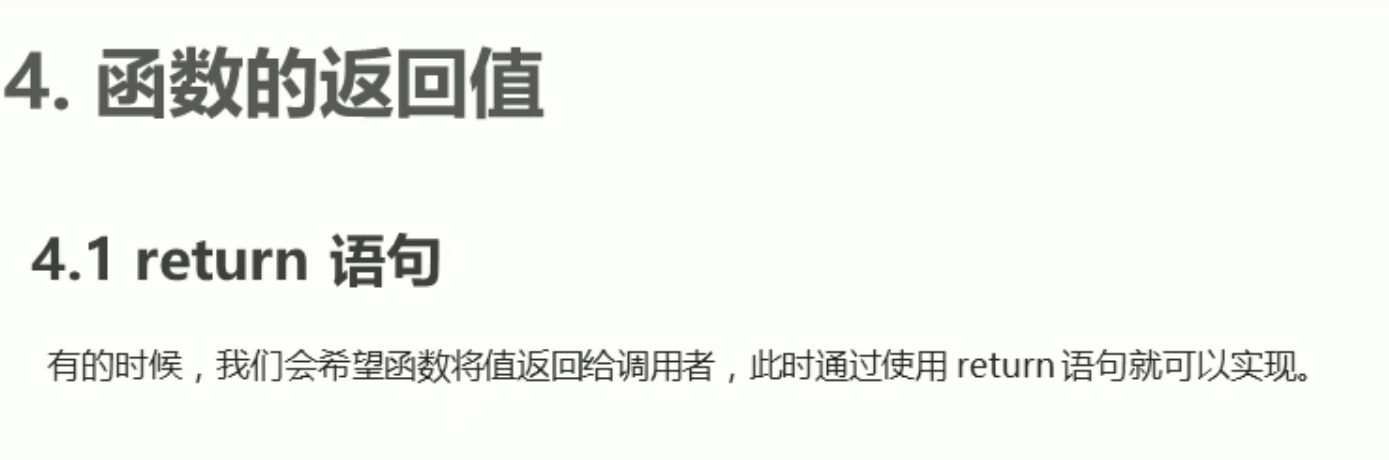 4. 函数的返回值
4.1 return 语句
有的时候，我们会希望函数将值返回给调用者，此时通过使用 return 语句就可以实现。